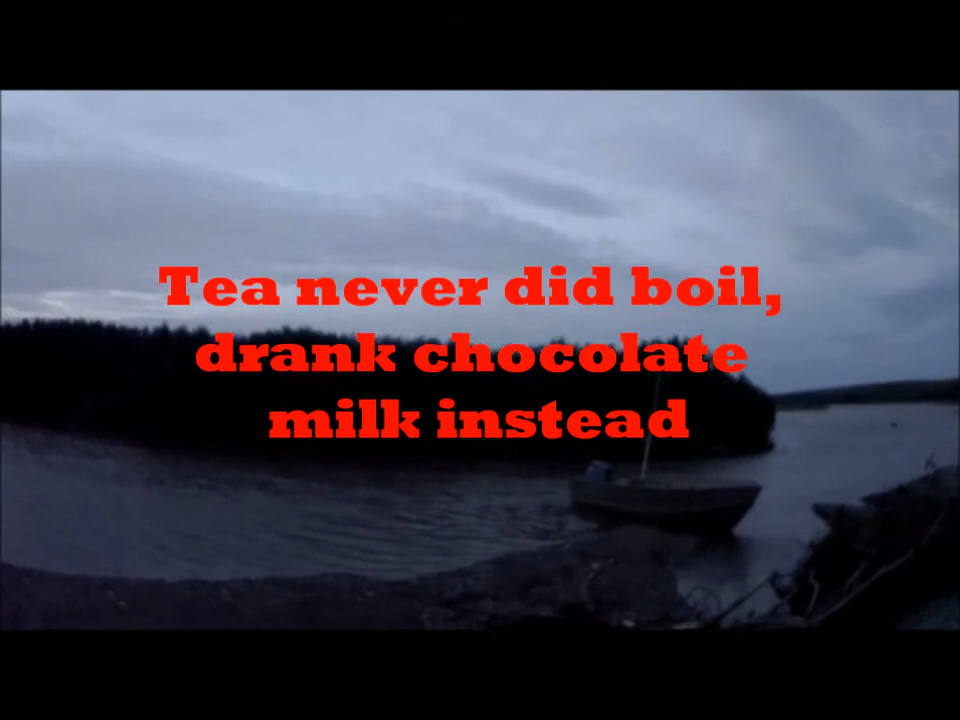 Tea never did boil,
drank chocolate
milk instead